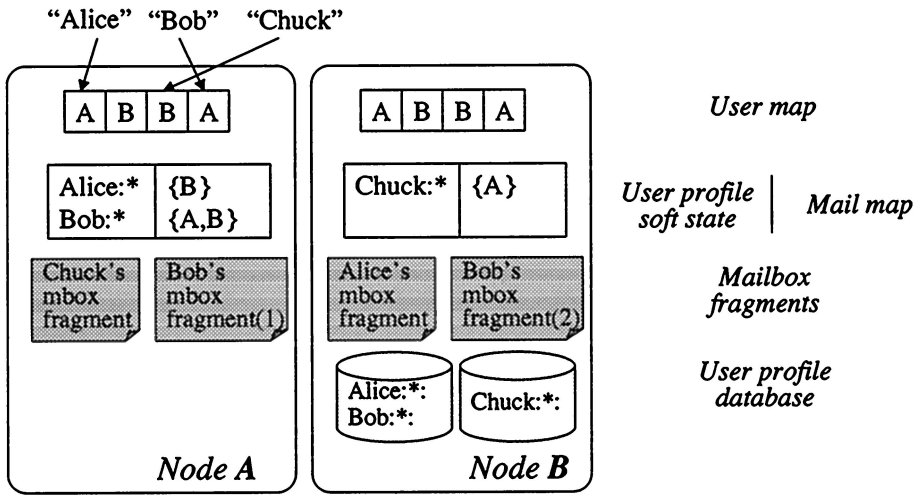 “Alice” “Bob” “Chuck”
A B B A
A B B A
User map
Alice:* {B}
Bob:* {A,B}
Chuck:* {A}
User profile
soft state
Mail map
Chuck's
mbox
fragment
Bob's
mbox
fragment(1)
Alice's
mbox
fragment
Bob's
mbox
fragment(2)
Mailbox
fragments
Alice:*:
Bob:*:
Chuck:*:
User profile
database
Node A
Node B